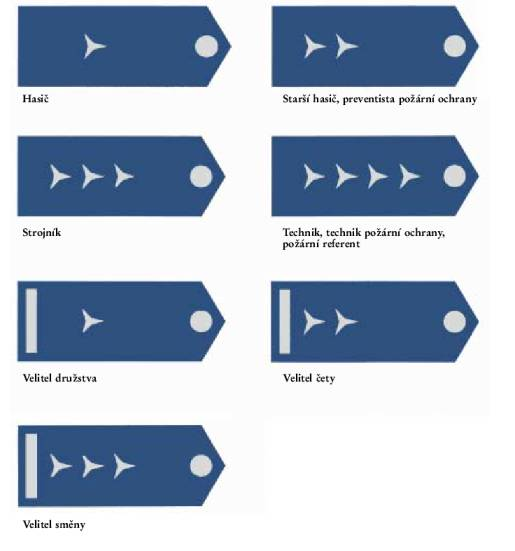 Hasič
Starší hasič, preventista požární ochrany
Strojník
Technik, technik požární ochrany,
požární referent
Velitel družstva
Velitel čety
Velitel směny